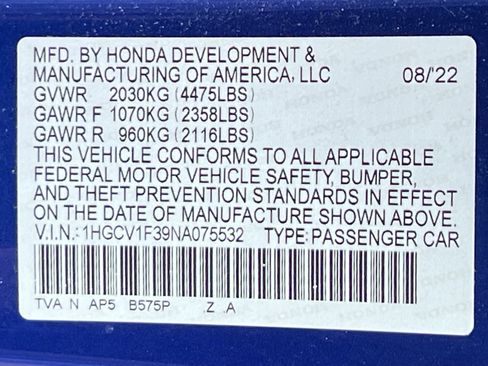 MFD. BY HONDA DEVELOPMENT &
MANUFACTURING OF AMERICA, LLC 08/'22
GVWR 2030KG (4475LBS)
GAWR F 1070KG (2358LBS)
GAWR R 960KG (2116LBS)
THIS VEHICLE CONFORMS TO ALL APPLICABLE
FEDERAL MOTOR VEHICLE SAFETY, BUMPER,
AND THEFT PREVENTION STANDARDS IN EFFECT
ON THE DATE OF MANUFACTURE SHOWN ABOVE.
V.I.N.:1HGCV1F39NA075532 TYPE:PASSENGER CAR
TVA N AP5 B575P .Z .A